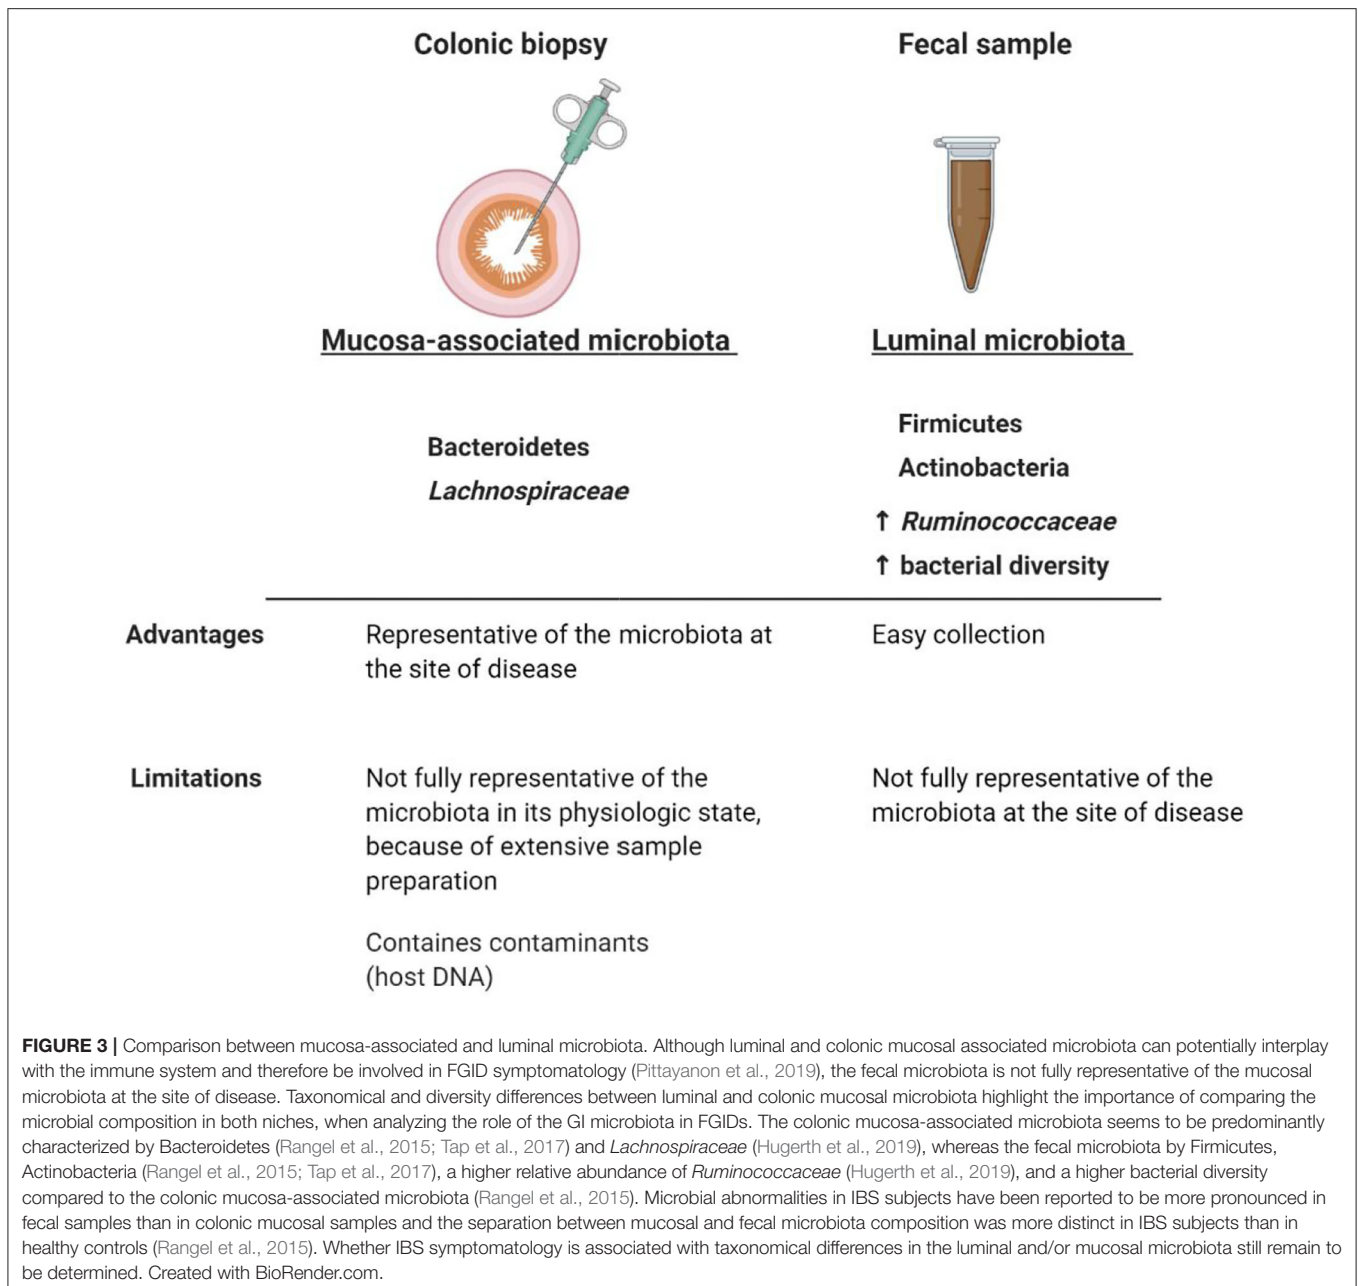 Colonic biopsy
Fecal sample
Mucosa-associated microbiota
Luminal microbiota
Bacteroidetes
Lachnospiraceae
Firmicutes
Actinobacteria
↑ Ruminococcaceae
↑ bacterial diversity
Advantages
Representative of the microbiota at
the site of disease
Easy collection
Limitations
Not fully representative of the
microbiota in its physiologic state,
because of extensive sample
preparation
Containes contaminants
(host DNA)
Not fully representative of the
microbiota at the site of disease
FIGURE 3 | Comparison between mucosa-associated and luminal microbiota. Although luminal and colonic mucosal associated microbiota can potentially interplay
with the immune system and therefore be involved in FGID symptomatology (Pittayanon et al., 2019), the fecal microbiota is not fully representative of the mucosal
microbiota at the site of disease. Taxonomical and diversity differences between luminal and colonic mucosal microbiota highlight the importance of comparing the
microbial composition in both niches, when analyzing the role of the GI microbiota in FGIDs. The colonic mucosa-associated microbiota seems to be predominantly
characterized by Bacteroidetes (Rangel et al., 2015; Tap et al., 2017) and Lachnospiraceae (Hugerth et al., 2019), whereas the fecal microbiota by Firmicutes,
Actinobacteria (Rangel et al., 2015; Tap et al., 2017), a higher relative abundance of Ruminococcaceae (Hugerth et al., 2019), and a higher bacterial diversity
compared to the colonic mucosa-associated microbiota (Rangel et al., 2015). Microbial abnormalities in IBS subjects have been reported to be more pronounced in
fecal samples than in colonic mucosal samples and the separation between mucosal and fecal microbiota composition was more distinct in IBS subjects than in
healthy controls (Rangel et al., 2015). Whether IBS symptomatology is associated with taxonomical differences in the luminal and/or mucosal microbiota still remain to
be determined. Created with BioRender.com.